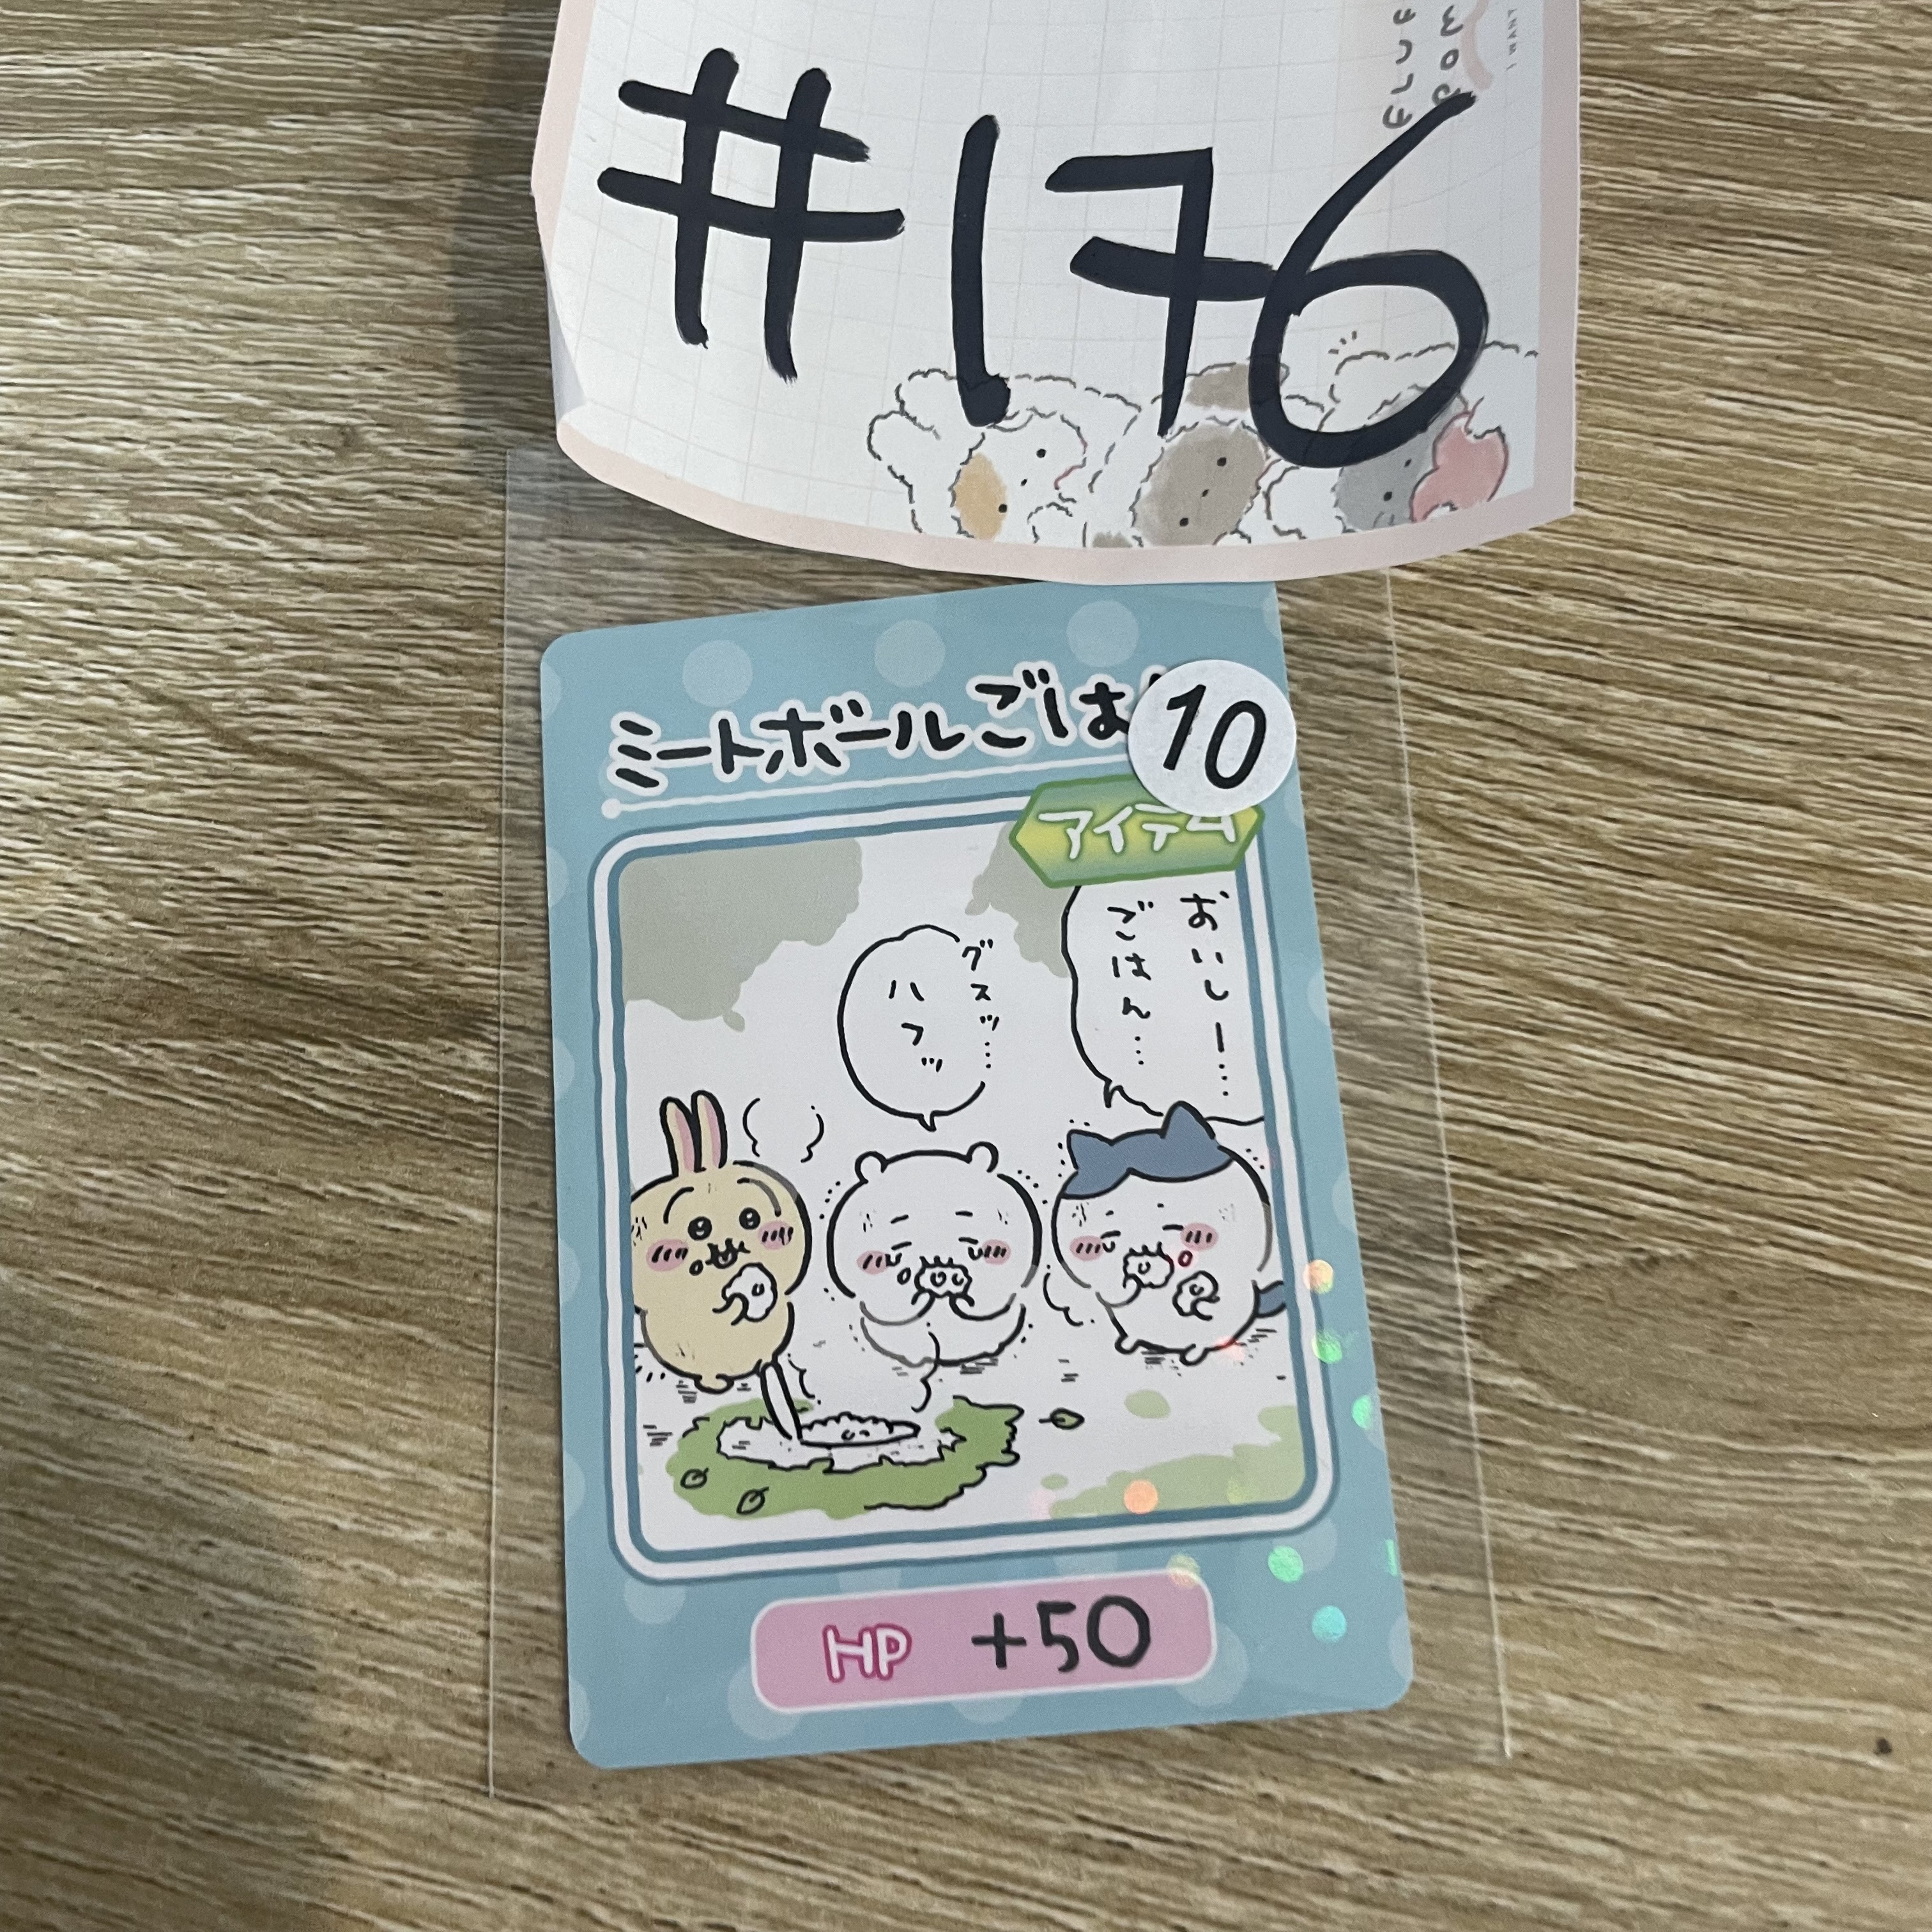 #176
ミートボールごは
10
アイテム
おいしー……
ごはん…
グスッ……
ハフッ
HP +50